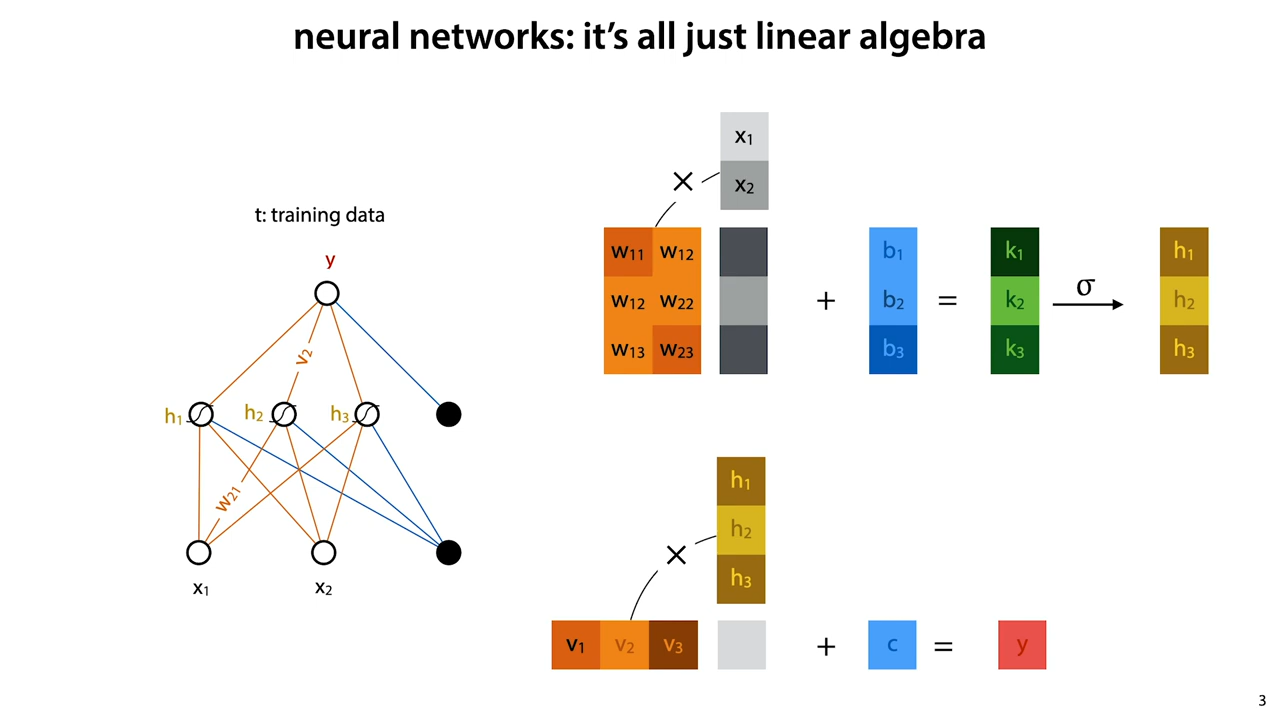 neural networks: it's all just linear algebra
t: training data
y
v₂
h₁ h₂ h₃
w₂₁
x₁ x₂
x₁
× x₂
w₁₁ w₁₂ b₁ k₁ h₁
w₁₂ w₂₂ + b₂ = k₂ σ h₂
w₁₃ w₂₃ b₃ k₃ h₃
h₁
× h₂
h₃
v₁ v₂ v₃ + c = y
3